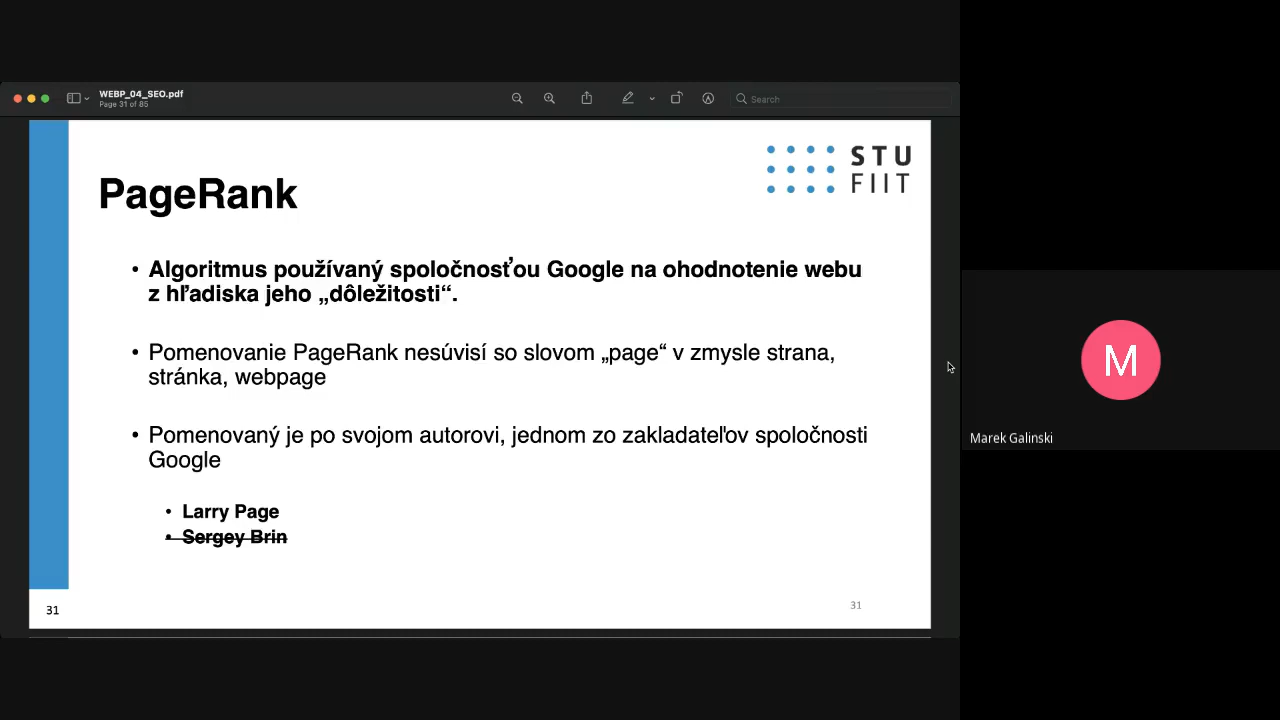 WEBP_04_SEO.pdf
Page 31 of 85
Search
STU
FIIT
PageRank
• Algoritmus používaný spoločnosťou Google na ohodnotenie webu
z hľadiska jeho „dôležitosti“.
• Pomenovanie PageRank nesúvisí so slovom „page“ v zmysle strana,
stránka, webpage
• Pomenovaný je po svojom autorovi, jednom zo zakladateľov spoločnosti
Google
• Larry Page
• Sergey Brin
31
31
M
Marek Galinski